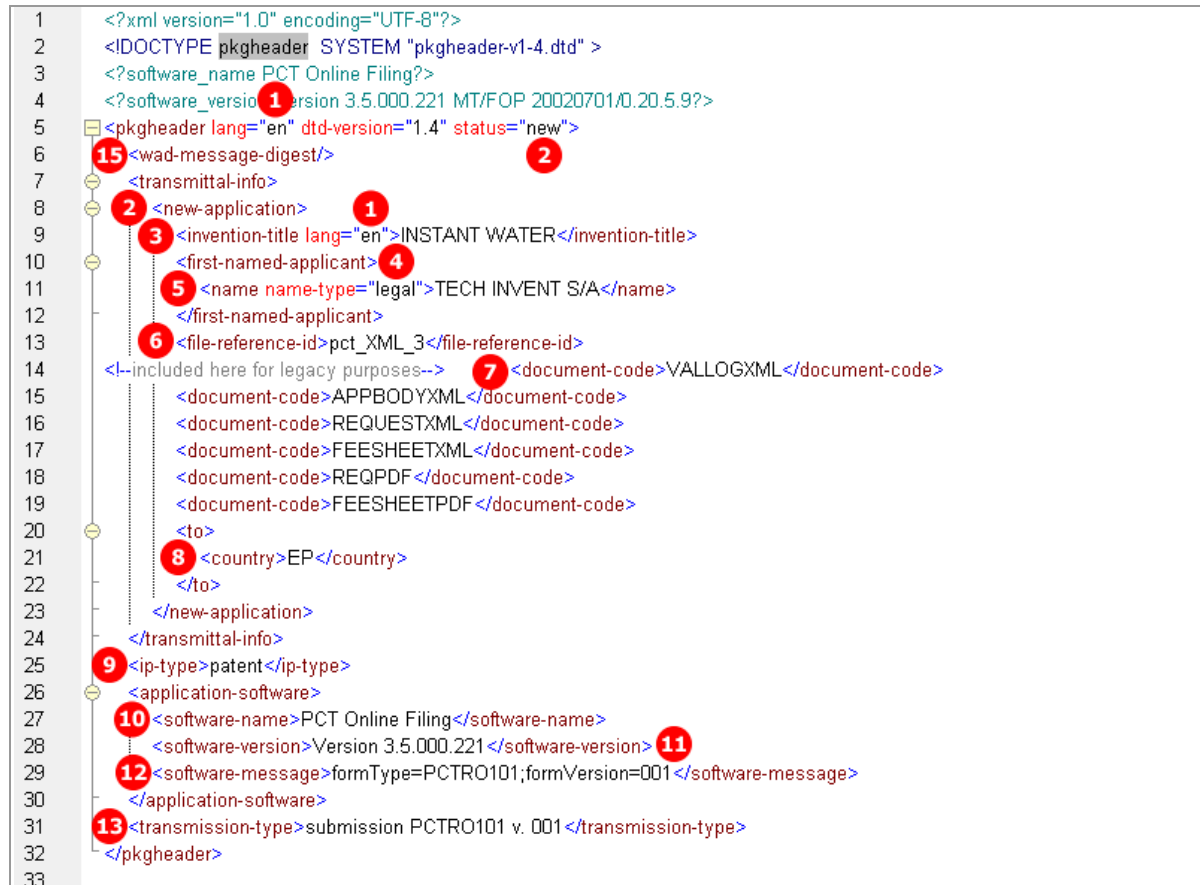 1 <?xml version="1.0" encoding="UTF-8"?>
2 <!DOCTYPE pkgheader SYSTEM "pkgheader-v1-4.dtd" >
3 <?software_name PCT Online Filing?>
4 <?software_versio 1 ersion 3.5.000.221 MT/FOP 20020701/0.20.5.9?>
5 <pkgheader lang="en" dtd-version="1.4" status="new">
6 15 <wad-message-digest/> 2
7 <transmittal-info>
8 2 <new-application> 1
9 3 <invention-title lang="en">INSTANT WATER</invention-title>
10 <first-named-applicant> 4
11 5 <name name-type="legal">TECH INVENT S/A</name>
12 </first-named-applicant>
13 6 <file-reference-id>pct_XML_3</file-reference-id>
14 <!--included here for legacy purposes--> 7 <document-code>VALLOGXML</document-code>
15 <document-code>APPBODYXML</document-code>
16 <document-code>REQUESTXML</document-code>
17 <document-code>FEESHEETXML</document-code>
18 <document-code>REQPDF</document-code>
19 <document-code>FEESHEETPDF</document-code>
20 <to>
21 8 <country>EP</country>
22 </to>
23 </new-application>
24 </transmittal-info>
25 9 <ip-type>patent</ip-type>
26 <application-software>
27 10 <software-name>PCT Online Filing</software-name>
28 <software-version>Version 3.5.000.221</software-version> 11
29 12 <software-message>formType=PCTRO101;formVersion=001</software-message>
30 </application-software>
31 13 <transmission-type>submission PCTRO101 v. 001</transmission-type>
32 </pkgheader>
33